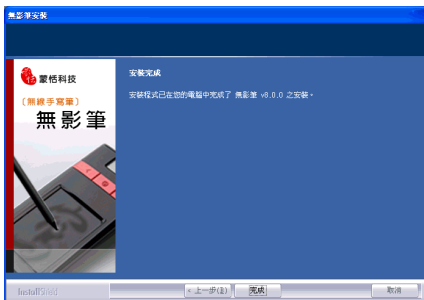 無影筆安裝
蒙恬科技
〔無線手寫筆〕
無影筆
安裝完成
安裝程式已在您的電腦中完成了 無影筆 v8.0.0 之安裝。
InstallShield
< 上一步(B)
完成
取消